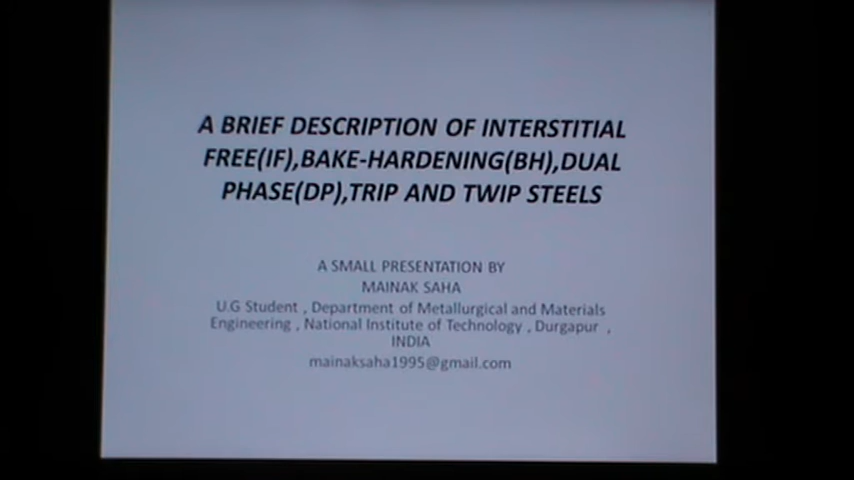 A BRIEF DESCRIPTION OF INTERSTITIAL
FREE(IF),BAKE-HARDENING(BH),DUAL
PHASE(DP),TRIP AND TWIP STEELS
A SMALL PRESENTATION BY
MAINAK SAHA
U.G Student , Department of Metallurgical and Materials
Engineering , National Institute of Technology , Durgapur ,
INDIA
mainaksaha1995@gmail.com